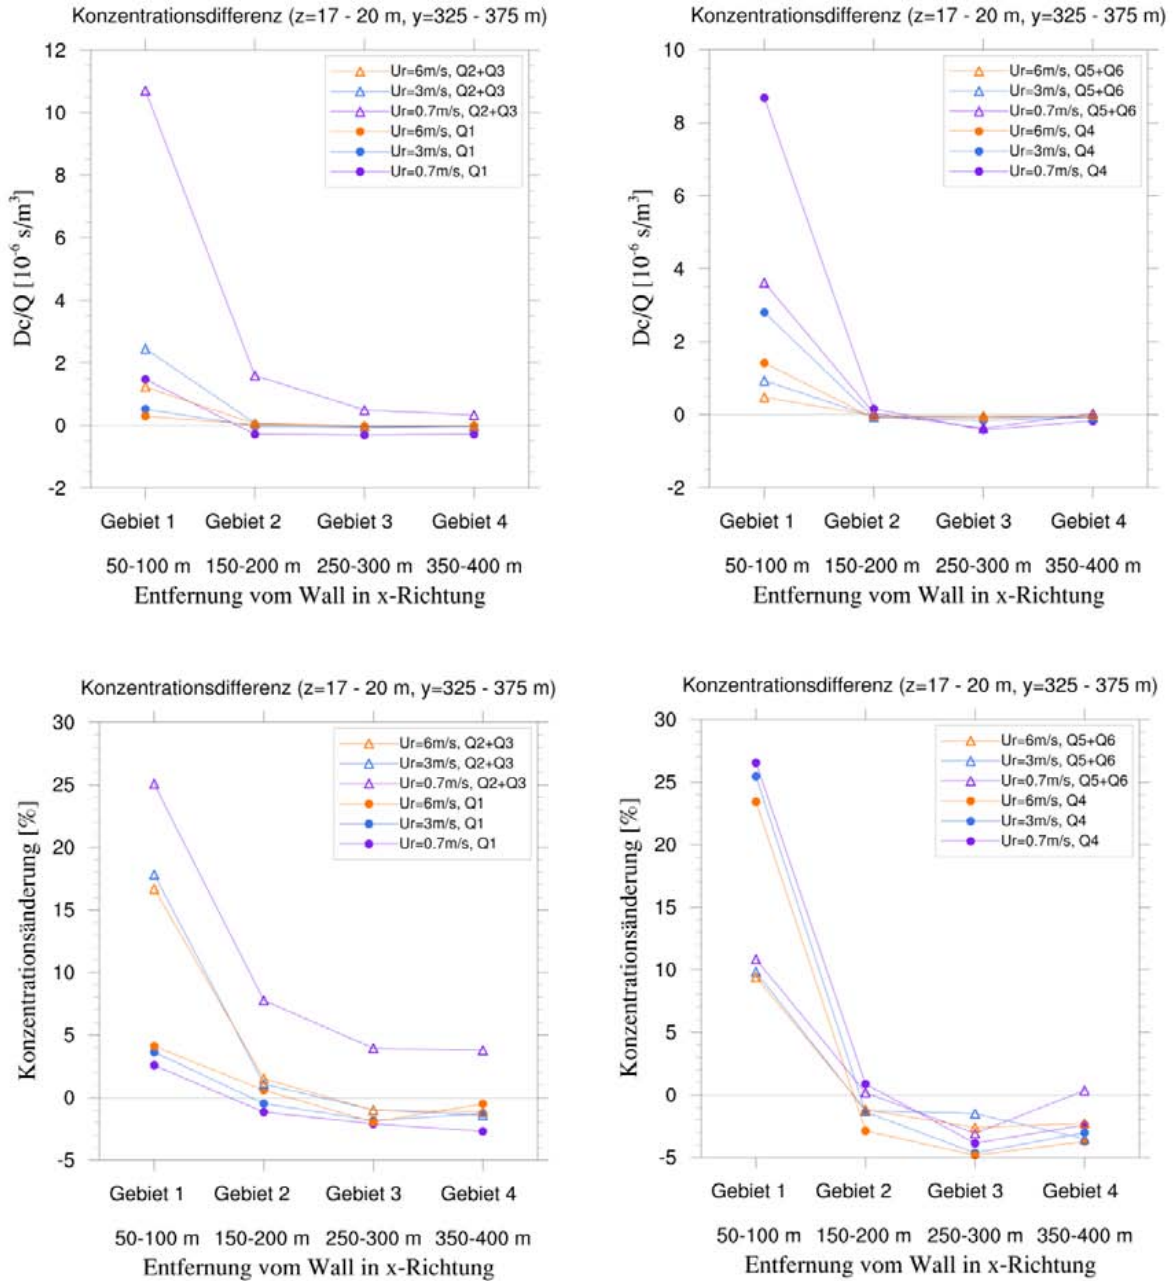 Konzentrationsdifferenz (z=17 - 20 m, y=325 - 375 m)
12
10
8
6
4
2
0
-2
Dc/Q [10⁻⁶ s/m³]
Ur=6m/s, Q2+Q3
Ur=3m/s, Q2+Q3
Ur=0.7m/s, Q2+Q3
Ur=6m/s, Q1
Ur=3m/s, Q1
Ur=0.7m/s, Q1
Gebiet 1 Gebiet 2 Gebiet 3 Gebiet 4
50-100 m 150-200 m 250-300 m 350-400 m
Entfernung vom Wall in x-Richtung
Konzentrationsdifferenz (z=17 - 20 m, y=325 - 375 m)
10
8
6
4
2
0
-2
Dc/Q [10⁻⁶ s/m³]
Ur=6m/s, Q5+Q6
Ur=3m/s, Q5+Q6
Ur=0.7m/s, Q5+Q6
Ur=6m/s, Q4
Ur=3m/s, Q4
Ur=0.7m/s, Q4
Gebiet 1 Gebiet 2 Gebiet 3 Gebiet 4
50-100 m 150-200 m 250-300 m 350-400 m
Entfernung vom Wall in x-Richtung
Konzentrationsdifferenz (z=17 - 20 m, y=325 - 375 m)
30
25
20
15
10
5
0
-5
Konzentrationsänderung [%]
Ur=6m/s, Q2+Q3
Ur=3m/s, Q2+Q3
Ur=0.7m/s, Q2+Q3
Ur=6m/s, Q1
Ur=3m/s, Q1
Ur=0.7m/s, Q1
Gebiet 1 Gebiet 2 Gebiet 3 Gebiet 4
50-100 m 150-200 m 250-300 m 350-400 m
Entfernung vom Wall in x-Richtung
Konzentrationsdifferenz (z=17 - 20 m, y=325 - 375 m)
30
25
20
15
10
5
0
-5
Konzentrationsänderung [%]
Ur=6m/s, Q5+Q6
Ur=3m/s, Q5+Q6
Ur=0.7m/s, Q5+Q6
Ur=6m/s, Q4
Ur=3m/s, Q4
Ur=0.7m/s, Q4
Gebiet 1 Gebiet 2 Gebiet 3 Gebiet 4
50-100 m 150-200 m 250-300 m 350-400 m
Entfernung vom Wall in x-Richtung